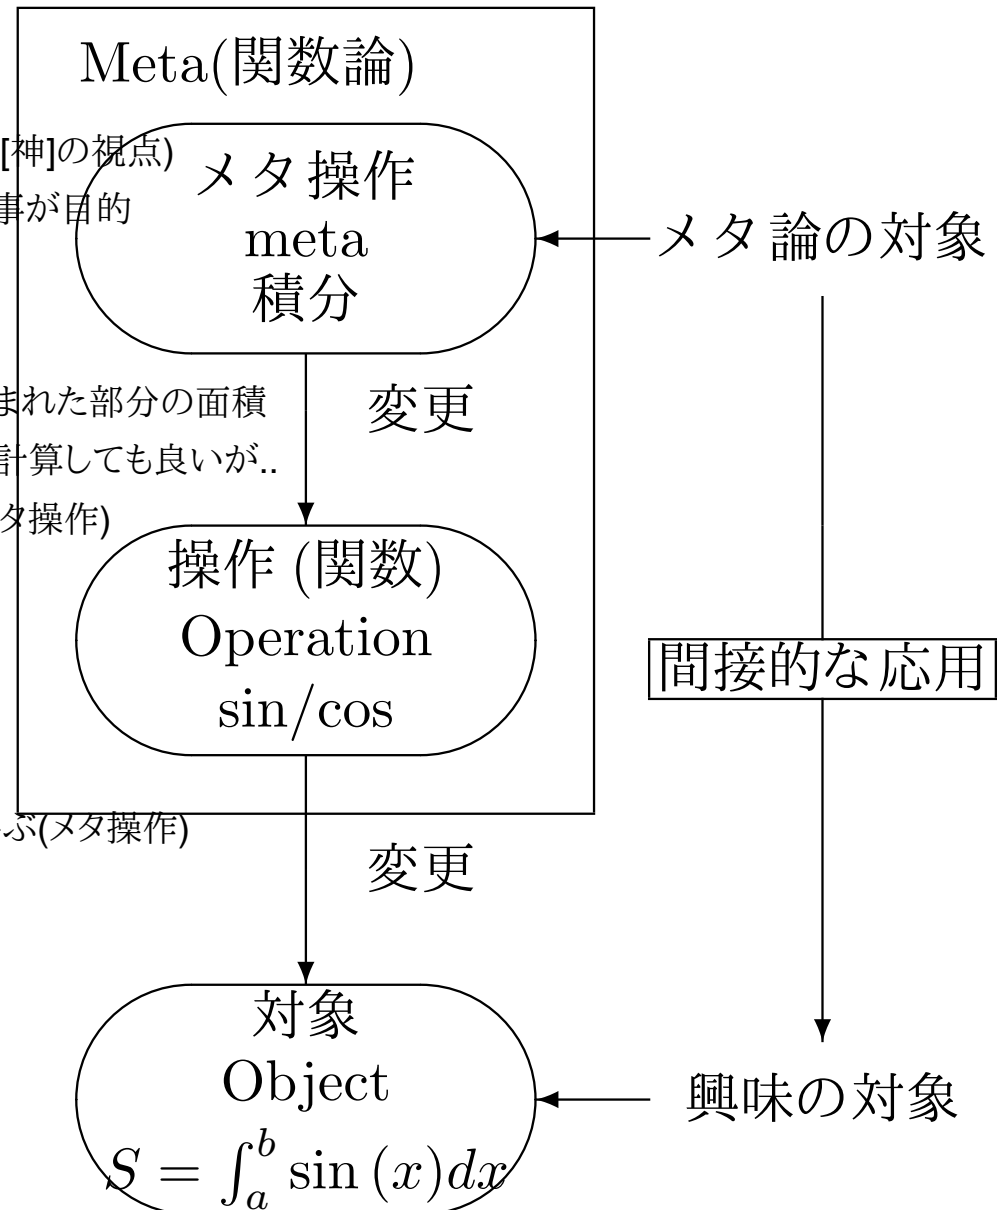 Meta(関数論)
[神]の視点)
メタ操作
事が目的
meta
メタ論の対象
積分
まれた部分の面積
変更
計算しても良いが..
タ操作)
操作 (関数)
Operation
間接的な応用
sin/cos
ぶ(メタ操作)
変更
対象
Object
興味の対象
S = ∫_a^b sin (x)dx